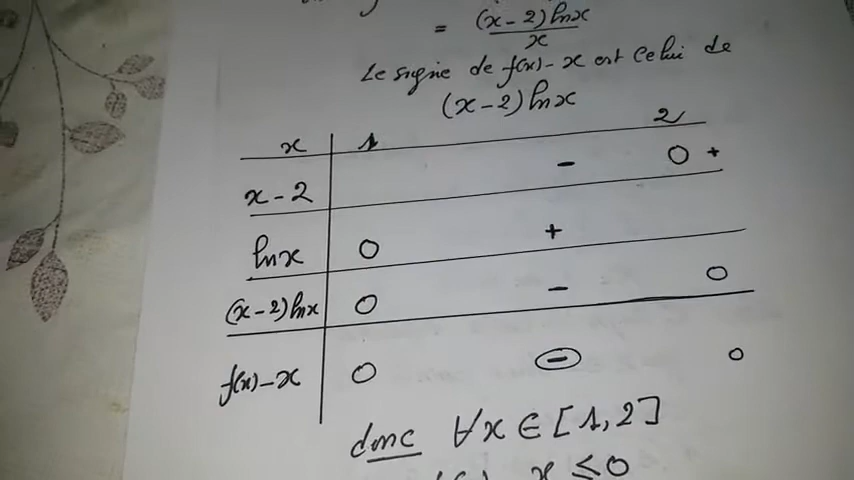 = (x-2)lnx / x
Le signe de f(x)-x est celui de
(x-2)lnx
x 1 2
x-2 - 0 +
lnx 0 +
(x-2)lnx 0 - 0
f(x)-x 0 - 0
donc ∀x∈[1,2]
x≤0